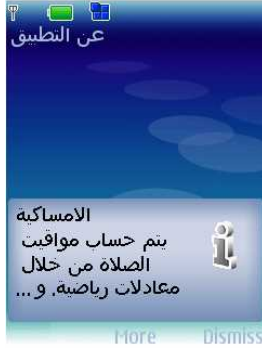 عن التطبيق
الامساكية
يتم حساب مواقيت
الصلاة من خلال
معادلات رياضية, و ...
More
Dismiss